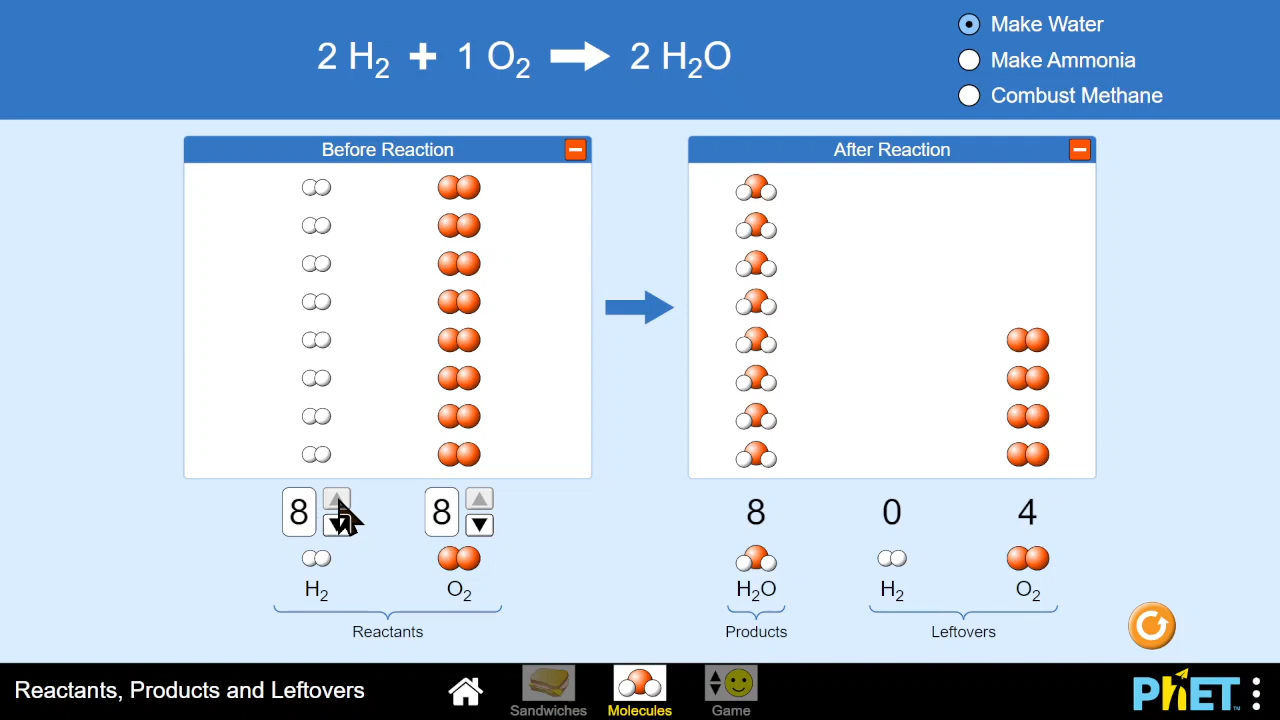 2 H₂ + 1 O₂ → 2 H₂O
Make Water
Make Ammonia
Combust Methane
Before Reaction
After Reaction
8
8
8
0
4
H₂
O₂
H₂O
H₂
O₂
Reactants
Products
Leftovers
Reactants, Products and Leftovers
Sandwiches
Molecules
Game
PhET